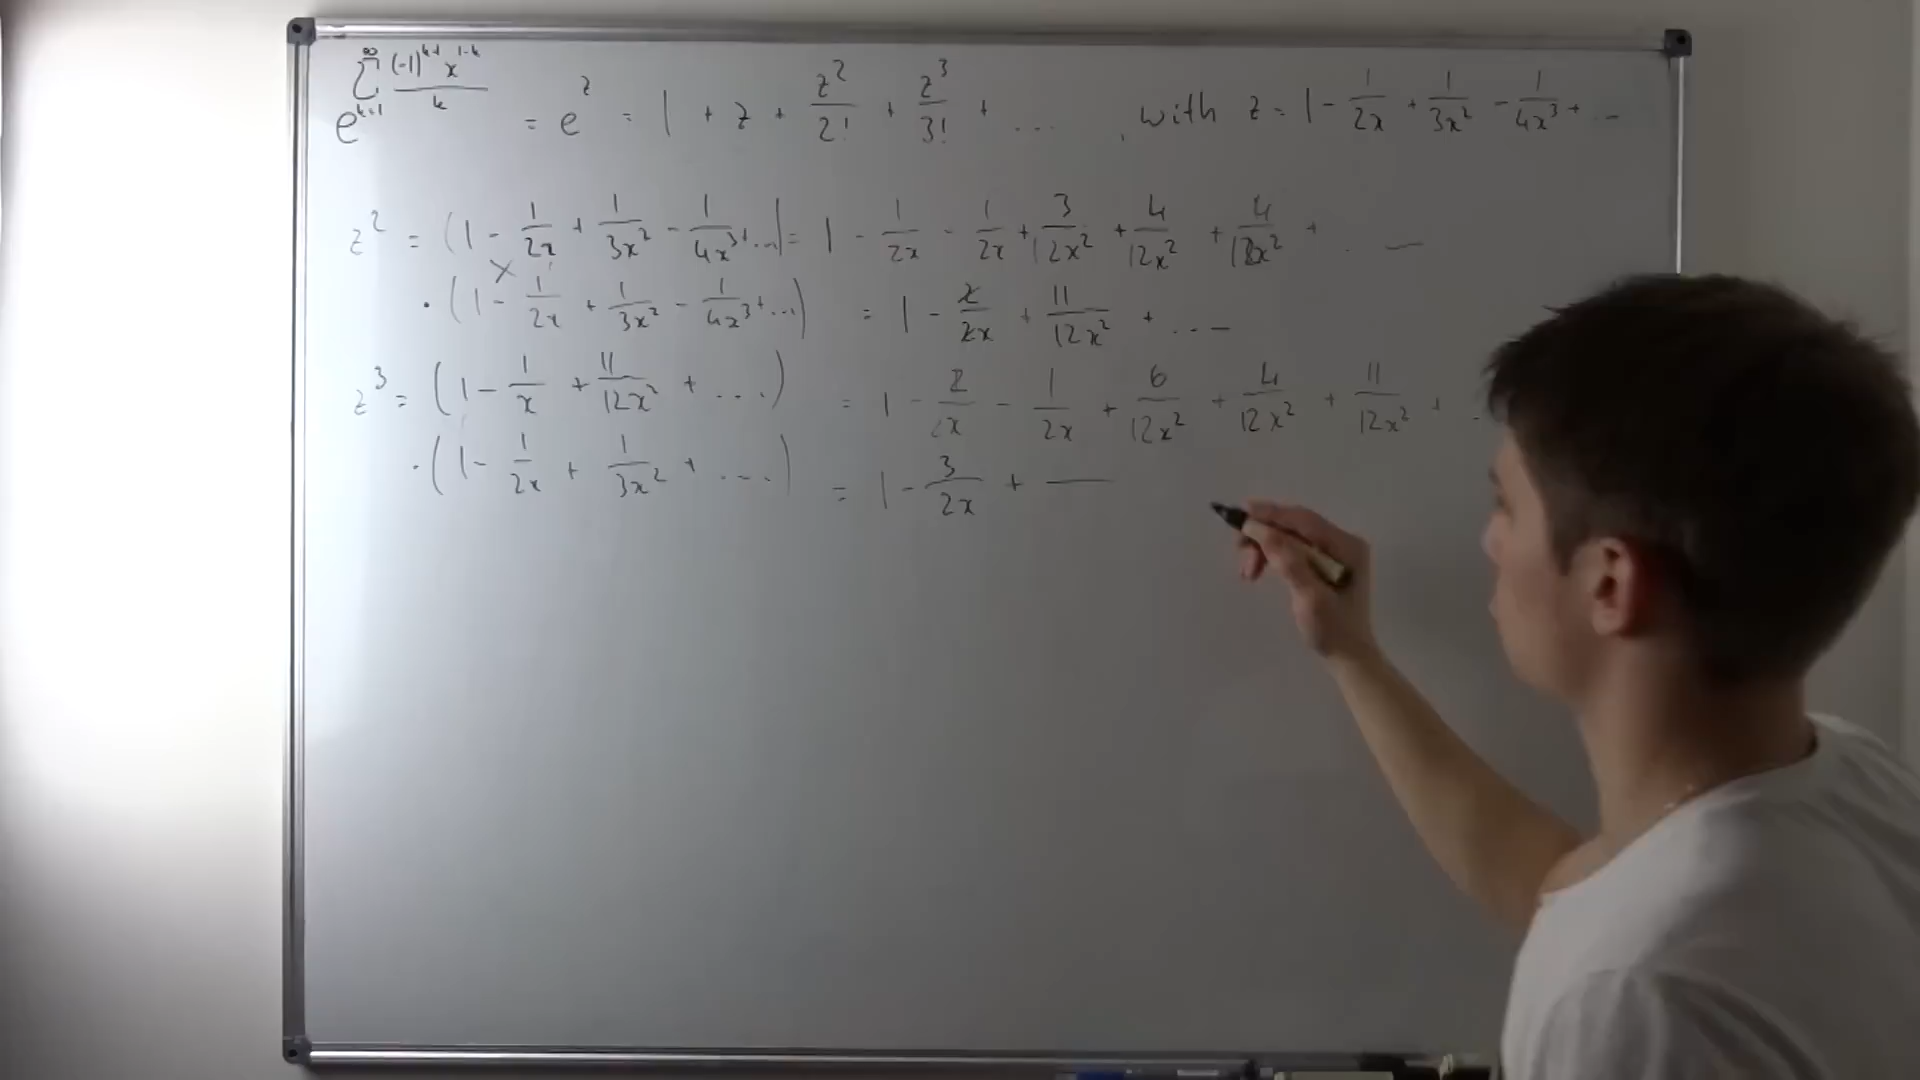 e^{\sum_{k=1}^{\infty} \frac{(-1)^{k+1} x^{1-k}}{k}} = e^z = 1 + z + \frac{z^2}{2!} + \frac{z^3}{3!} + ... , with z = 1 - \frac{1}{2x} + \frac{1}{3x^2} - \frac{1}{4x^3} + ...
z^2 = (1 - \frac{1}{2x} + \frac{1}{3x^2} - \frac{1}{4x^3} + ...) = 1 - \frac{1}{2x} - \frac{1}{2x} + \frac{3}{12x^2} + \frac{4}{12x^2} + \frac{4}{12x^2} + ...
· (1 - \frac{1}{2x} + \frac{1}{3x^2} - \frac{1}{4x^3} + ...) = 1 - \frac{2}{2x} + \frac{11}{12x^2} + ...
z^3 = (1 - \frac{1}{x} + \frac{11}{12x^2} + ....) = 1 - \frac{2}{2x} - \frac{1}{2x} + \frac{6}{12x^2} + \frac{4}{12x^2} + \frac{11}{12x^2} + .
· (1 - \frac{1}{2x} + \frac{1}{3x^2} + ....) = 1 - \frac{3}{2x} + —